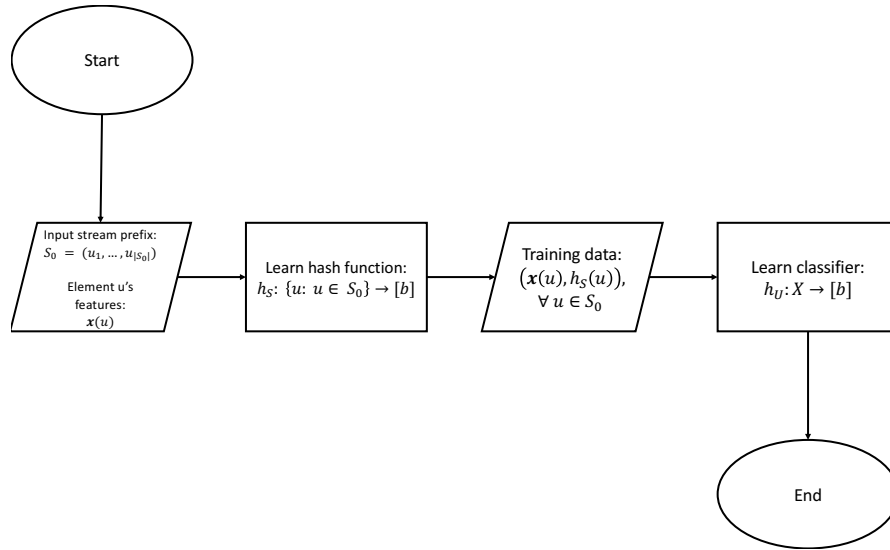 Start
Input stream prefix:
S₀ = (u₁, …, u|S₀|)
Element u's
features:
𝒙(u)
Learn hash function:
h_S: {u: u ∈ S₀} → [b]
Training data:
(𝒙(u), h_S(u)),
∀ u ∈ S₀
Learn classifier:
h_U: X → [b]
End